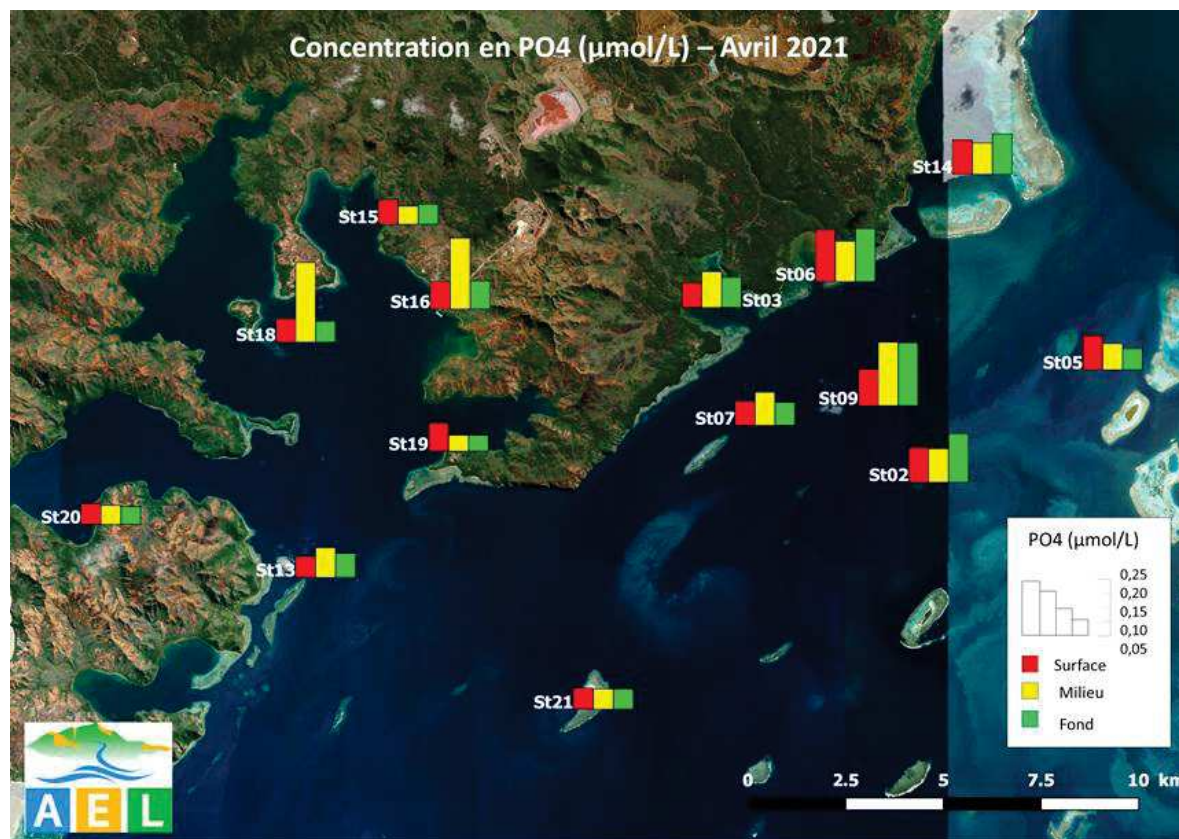 Concentration en PO4 (µmol/L) – Avril 2021
St14
St15
St06
St16
St03
St18
St05
St09
St07
St19
St02
St20
St13
St21
PO4 (µmol/L)
0,25
0,20
0,15
0,10
0,05
Surface
Milieu
Fond
0 2.5 5 7.5 10 km
A E L